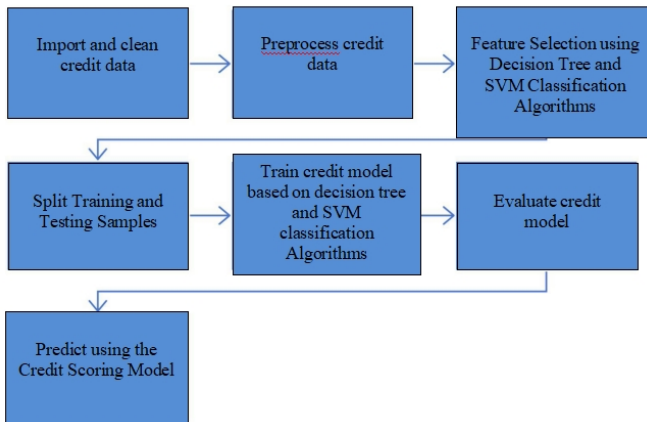 Import and clean
credit data
Preprocess credit
data
Feature Selection using
Decision Tree and
SVM Classification
Algorithms
Split Training and
Testing Samples
Train credit model
based on decision tree
and SVM
classification
Algorithms
Evaluate credit
model
Predict using the
Credit Scoring Model